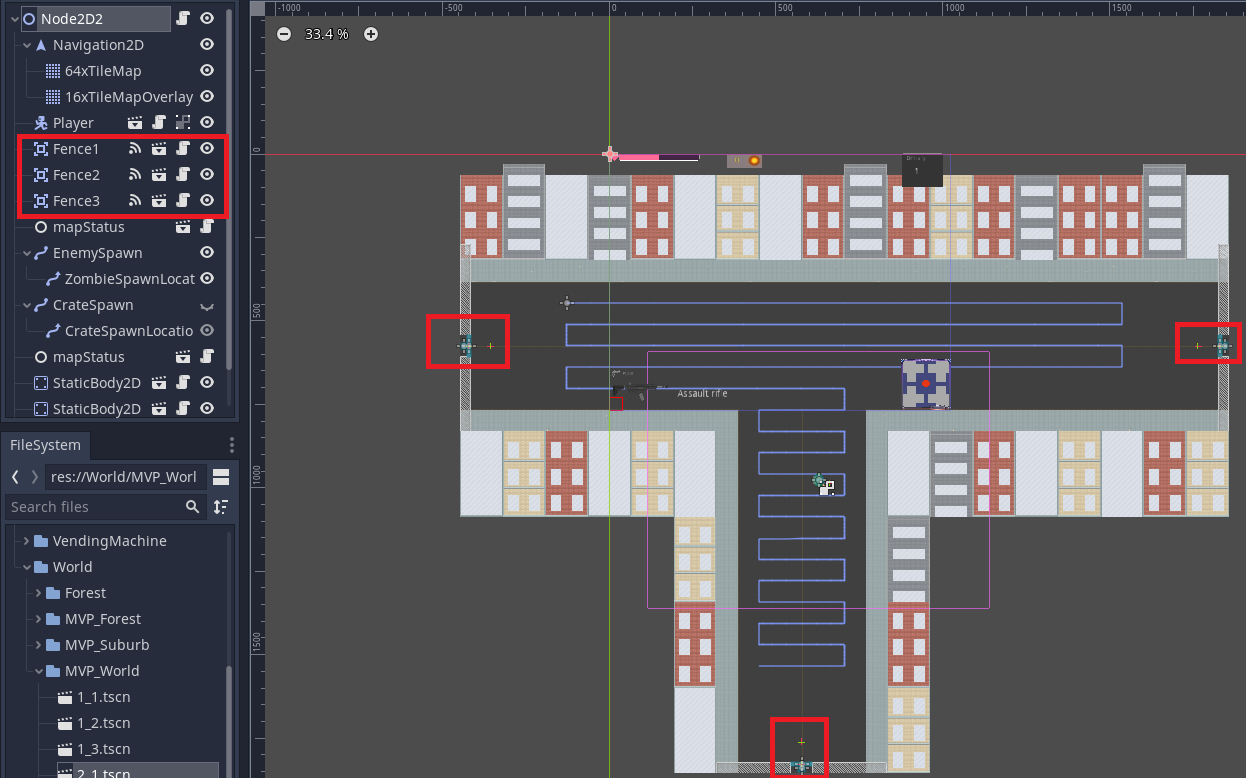 Node2D2
Navigation2D
64xTileMap
16xTileMapOverlay
Player
Fence1
Fence2
Fence3
mapStatus
EnemySpawn
ZombieSpawnLocat
CrateSpawn
CrateSpawnLocatio
mapStatus
StaticBody2D
StaticBody2D
FileSystem
res://World/MVP_Worl
Search files
VendingMachine
World
Forest
MVP_Forest
MVP_Suburb
MVP_World
1_1.tscn
1_2.tscn
1_3.tscn
2_1.tscn
-1000
-500
0
500
1000
1500
33.4 %
0
500
1000
1500
1
Assault rifle